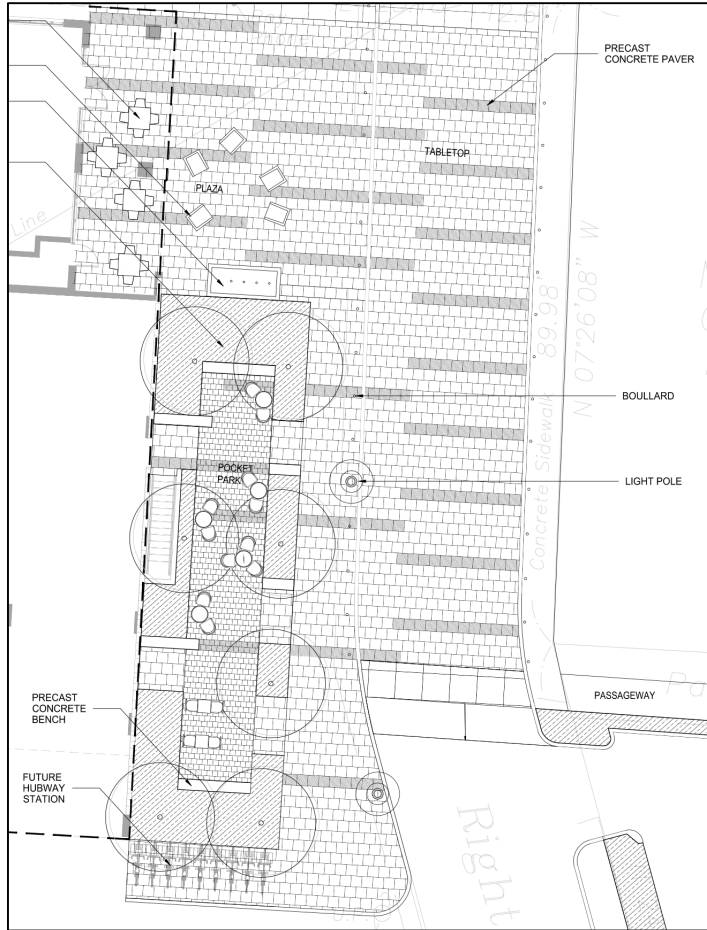 PRECAST
CONCRETE PAVER
TABLETOP
PLAZA
Line
Concrete Sidewalk
89.98'
N 07°26'08" W
BOULLARD
POCKET
PARK
LIGHT POLE
PRECAST
CONCRETE
BENCH
PASSAGEWAY
Pa
FUTURE
HUBWAY
STATION
Right